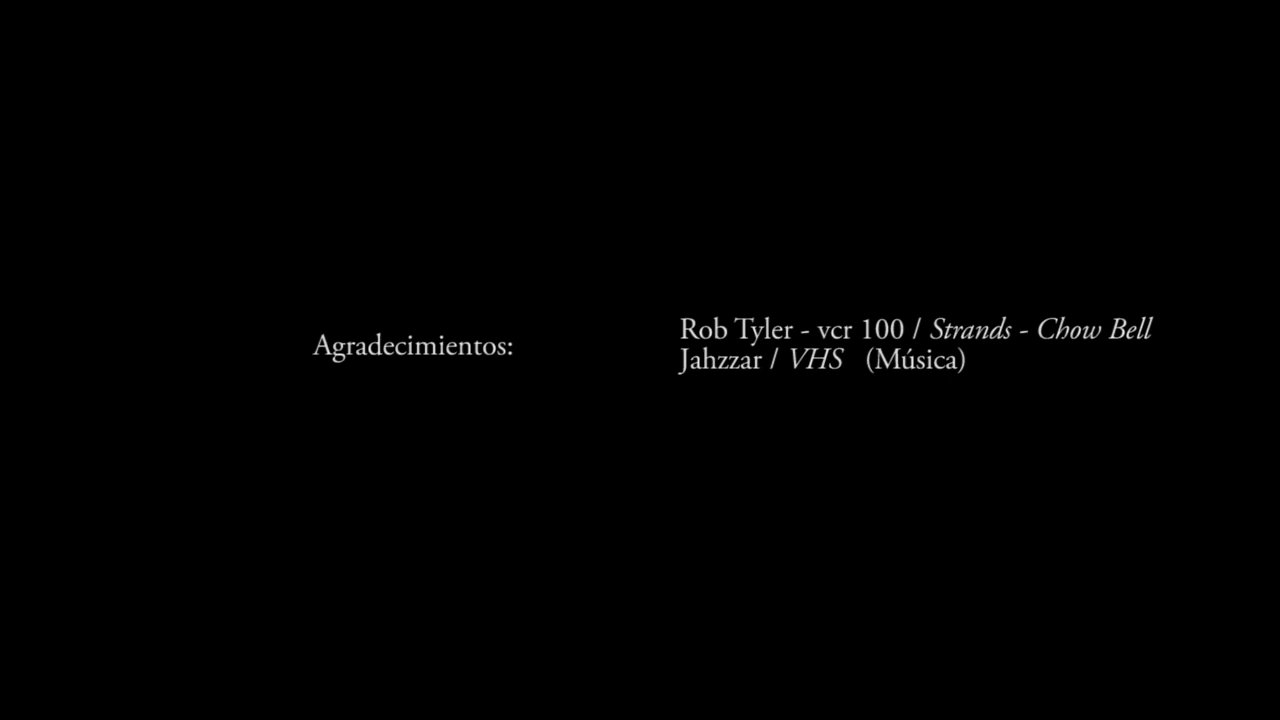 Agradecimientos:
Rob Tyler - vcr 100 / Strands - Chow Bell
Jahzzar / VHS (Música)